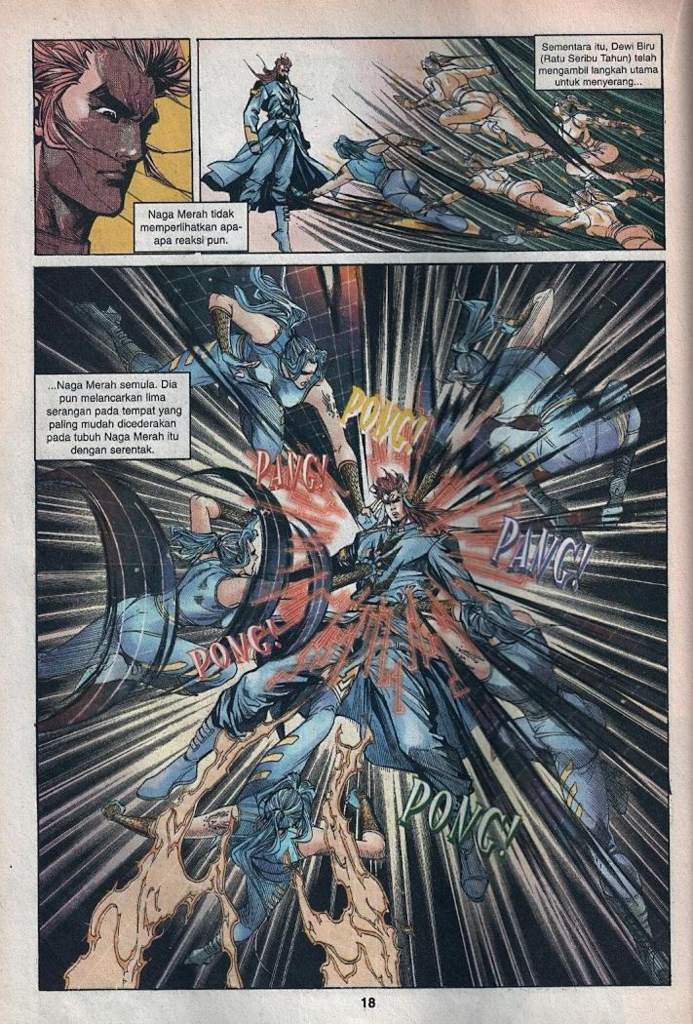 Naga Merah tidak
memperlihatkan apa-
apa reaksi pun.
Sementara itu, Dewi Biru
(Ratu Seribu Tahun) telah
mengambil langkah utama
untuk menyerang...
...Naga Merah semula. Dia
pun melancarkan lima
serangan pada tempat yang
paling mudah dicederakan
pada tubuh Naga Merah itu
dengan serentak.
PONG!
PANG!
PANG!
PONG!
PONG!
18